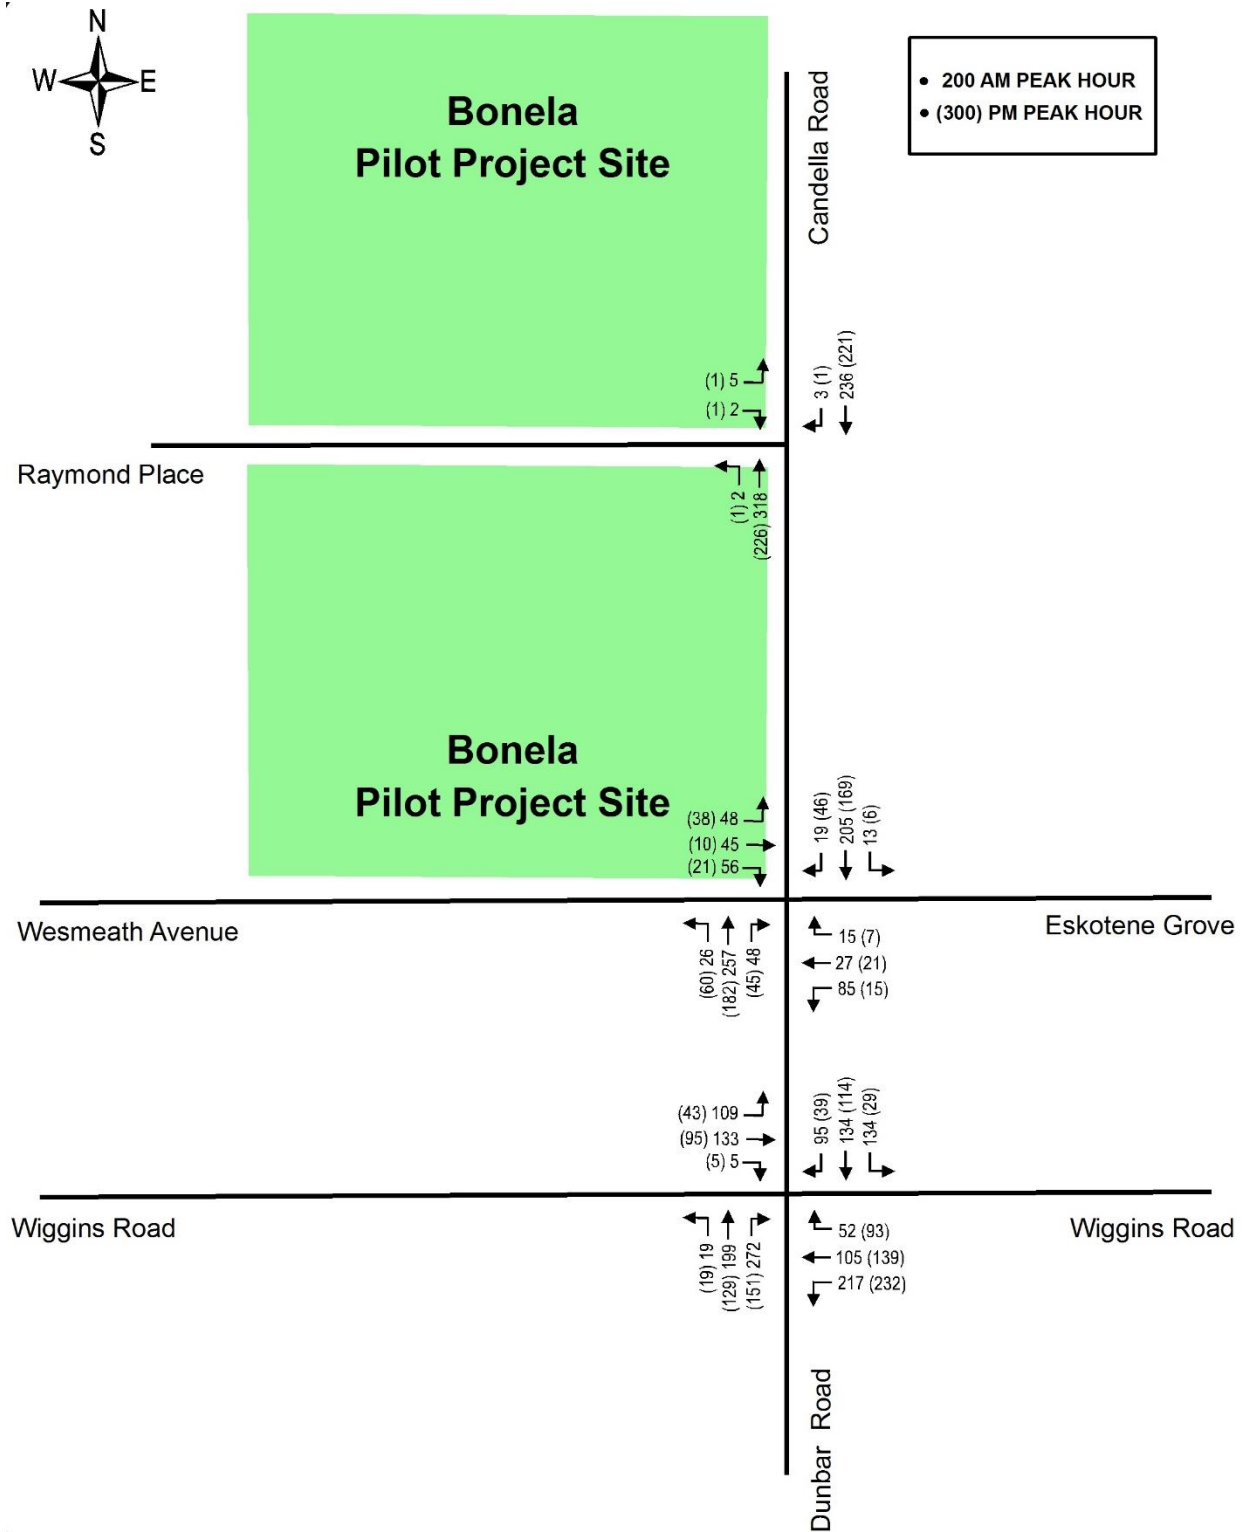 N
W E
S
Bonela
Pilot Project Site
Candella Road
• 200 AM PEAK HOUR
• (300) PM PEAK HOUR
(1) 5
(1) 2
3 (1)
236 (221)
Raymond Place
(1) 2
(226) 318
Bonela
Pilot Project Site
(38) 48
(10) 45
(21) 56
19 (46)
205 (169)
13 (6)
Wesmeath Avenue
Eskotene Grove
(60) 26
(182) 257
(45) 48
15 (7)
27 (21)
85 (15)
(43) 109
(95) 133
(5) 5
95 (39)
134 (114)
134 (29)
Wiggins Road
Wiggins Road
(19) 19
(129) 199
(151) 272
52 (93)
105 (139)
217 (232)
Dunbar Road